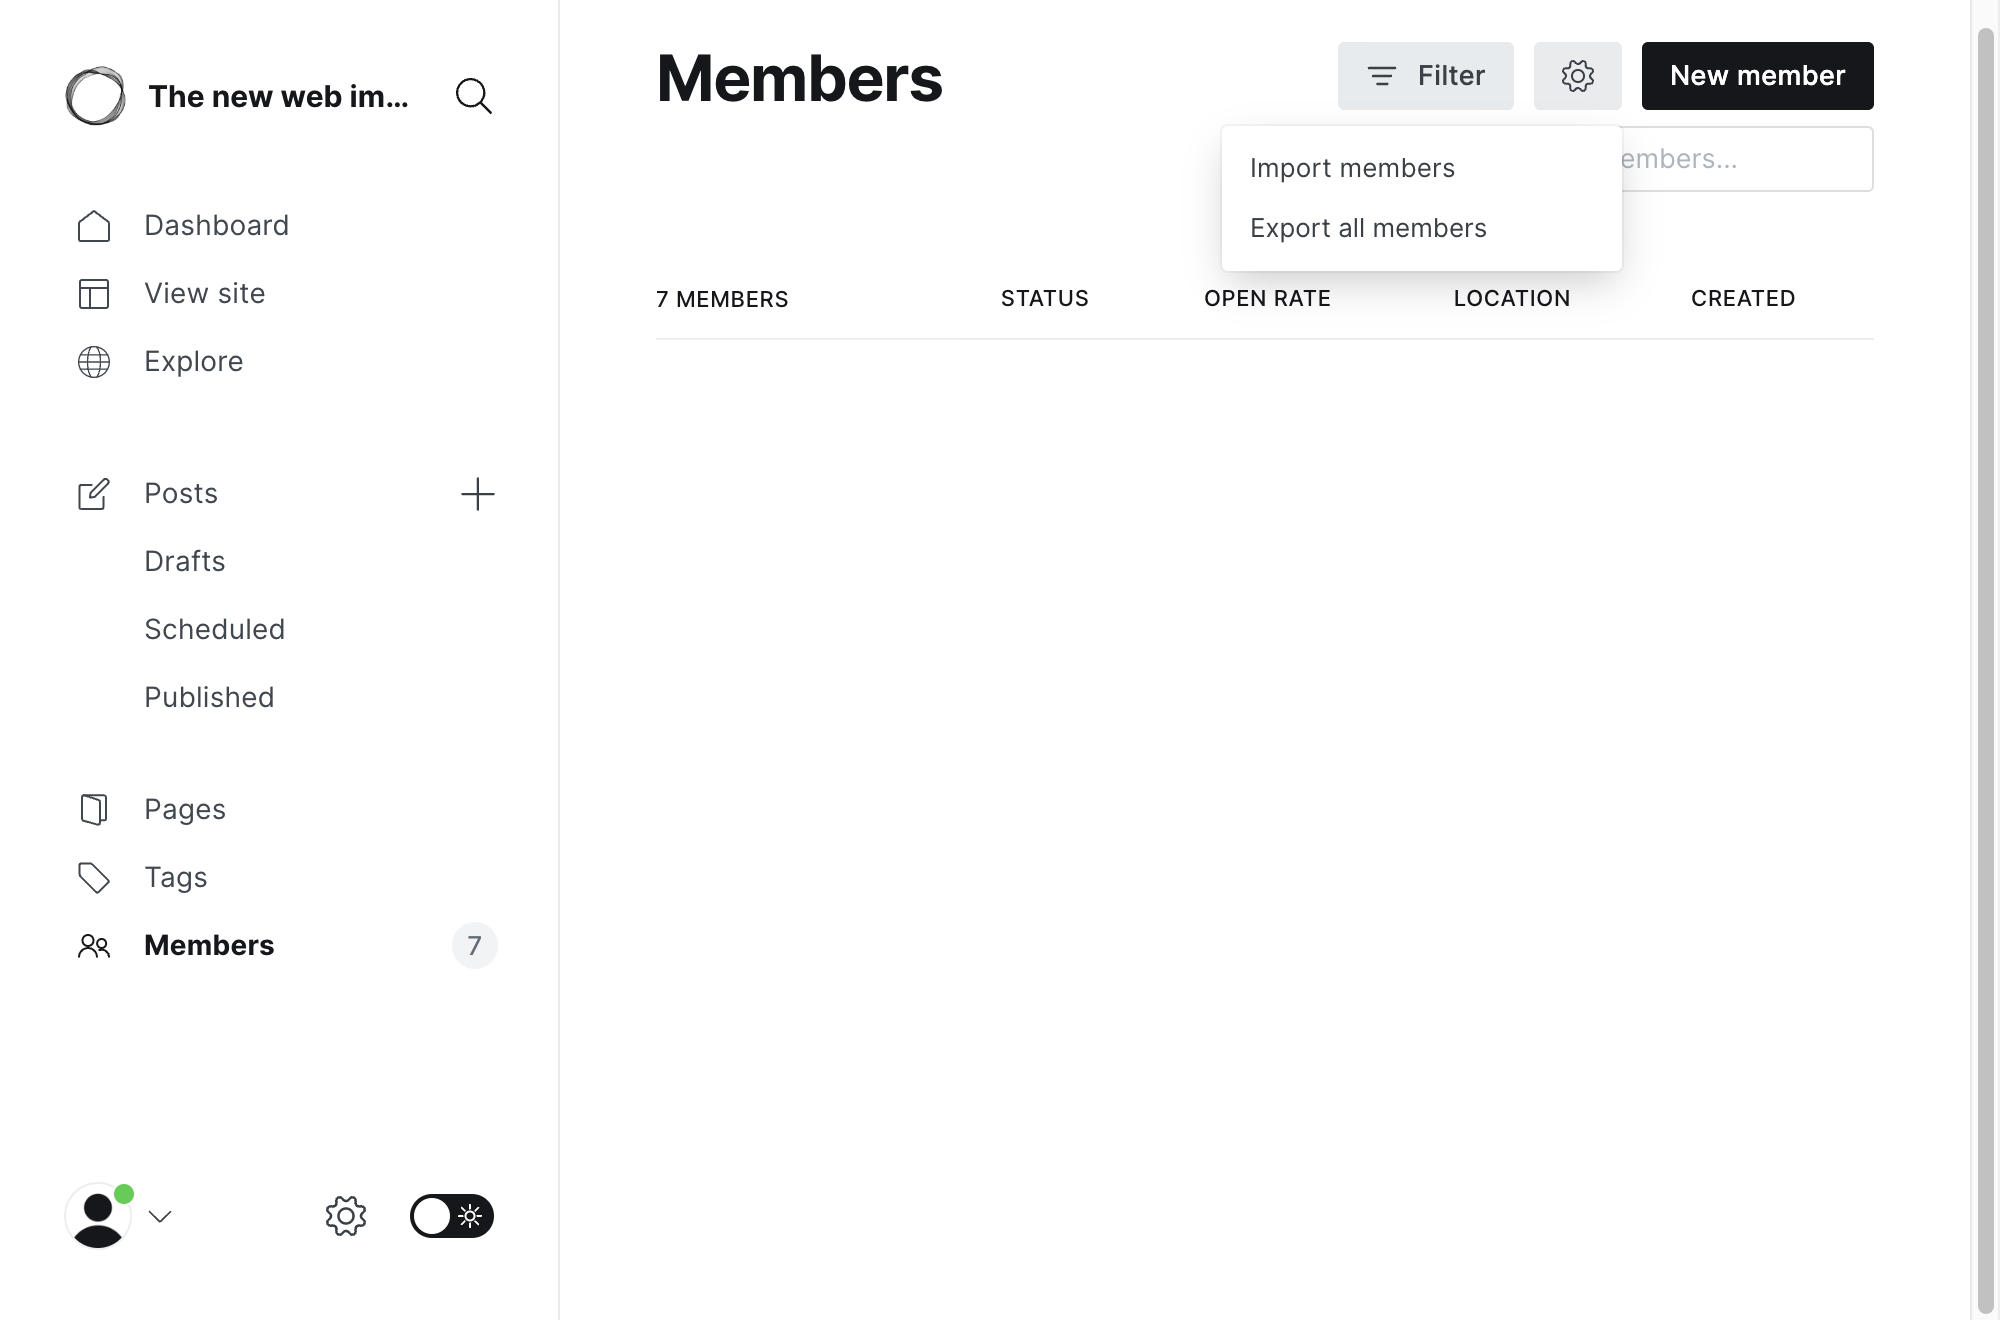 The new web im...
Dashboard
View site
Explore
Posts
Drafts
Scheduled
Published
Pages
Tags
Members
7
Members
Filter
New member
embers...
Import members
Export all members
7 MEMBERS
STATUS
OPEN RATE
LOCATION
CREATED